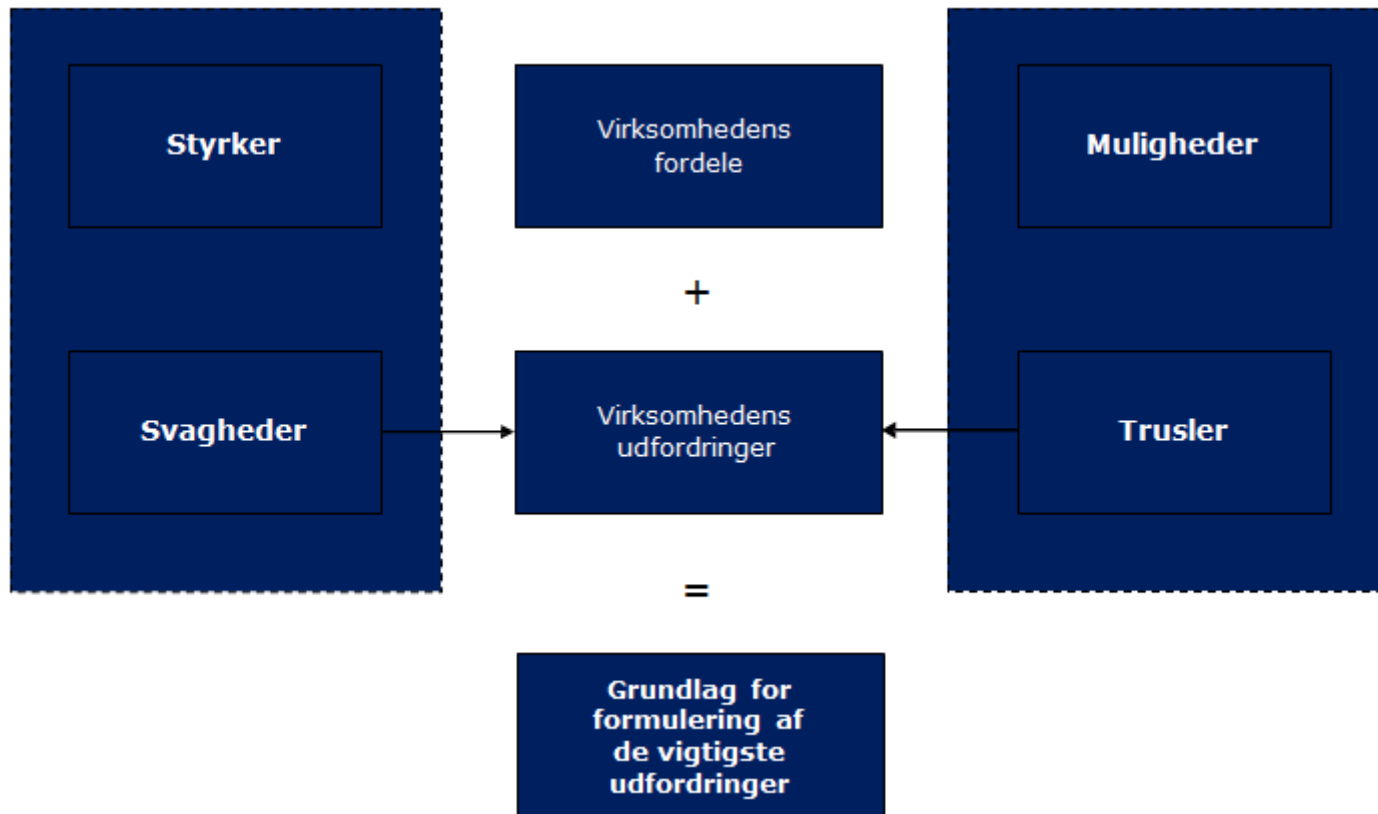 Styrker
Virksomhedens
fordele
Muligheder
+
Svagheder
Virksomhedens
udfordringer
Trusler
=
Grundlag for
formulering af
de vigtigste
udfordringer